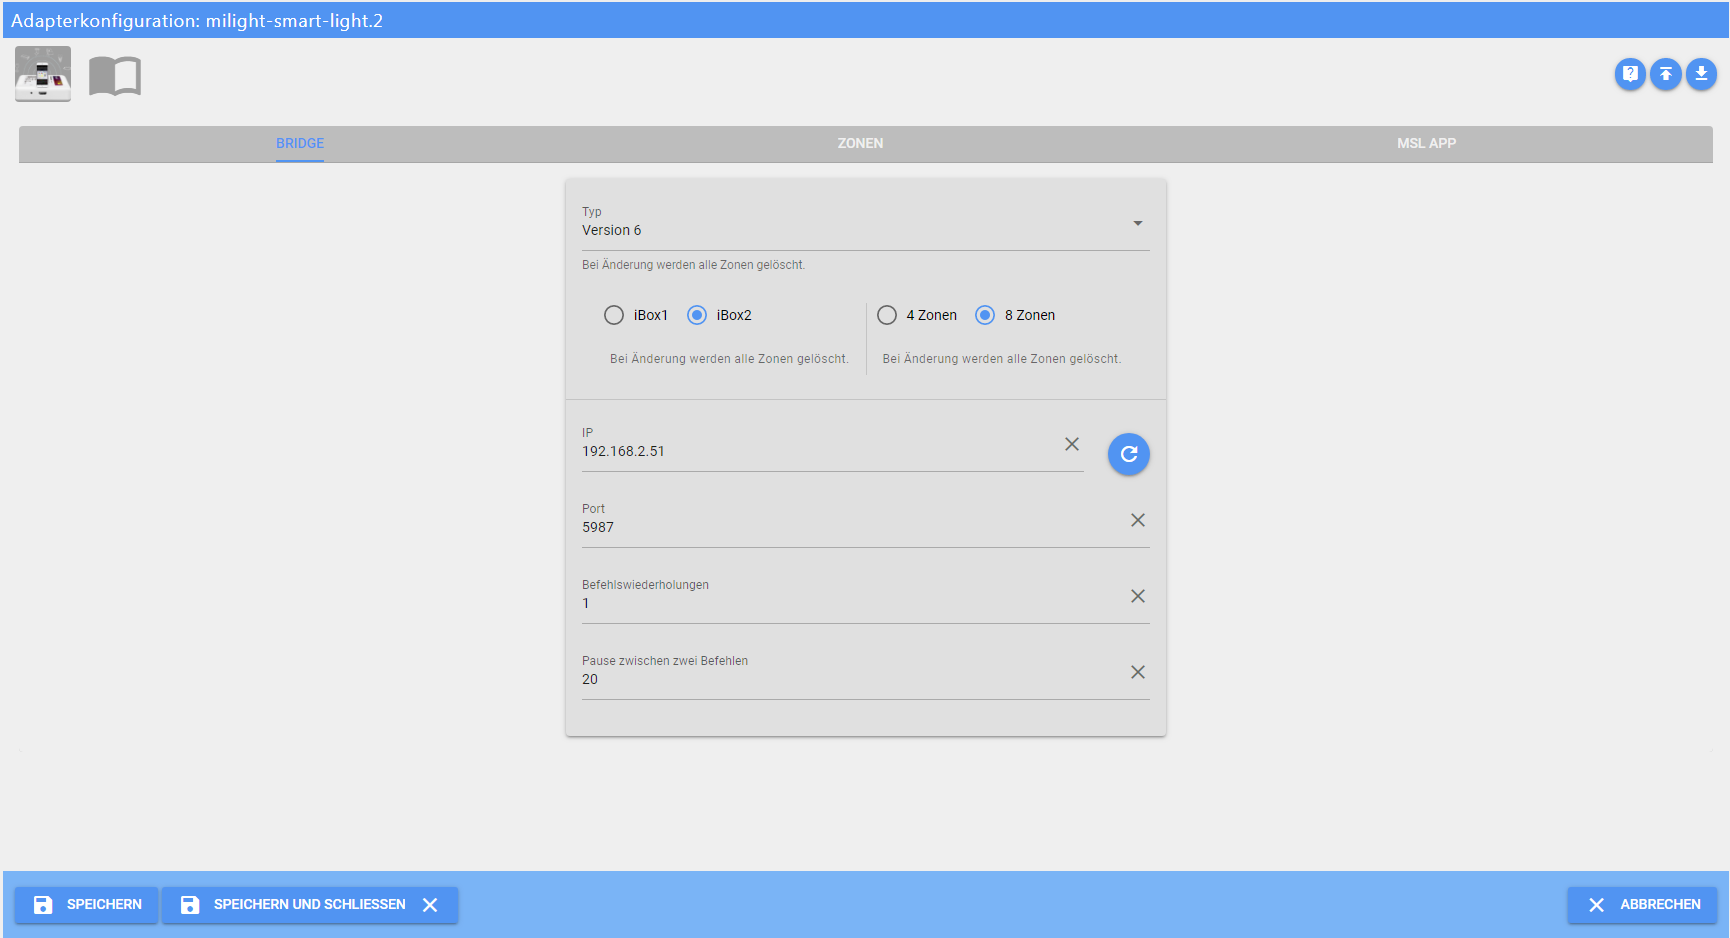 Adapterkonfiguration: milight-smart-light.2
BRIDGE
ZONEN
MSL APP
Typ
Version 6
Bei Änderung werden alle Zonen gelöscht.
iBox1 iBox2
4 Zonen 8 Zonen
Bei Änderung werden alle Zonen gelöscht.
Bei Änderung werden alle Zonen gelöscht.
IP
192.168.2.51
Port
5987
Befehlswiederholungen
1
Pause zwischen zwei Befehlen
20
SPEICHERN
SPEICHERN UND SCHLIESSEN
ABBRECHEN